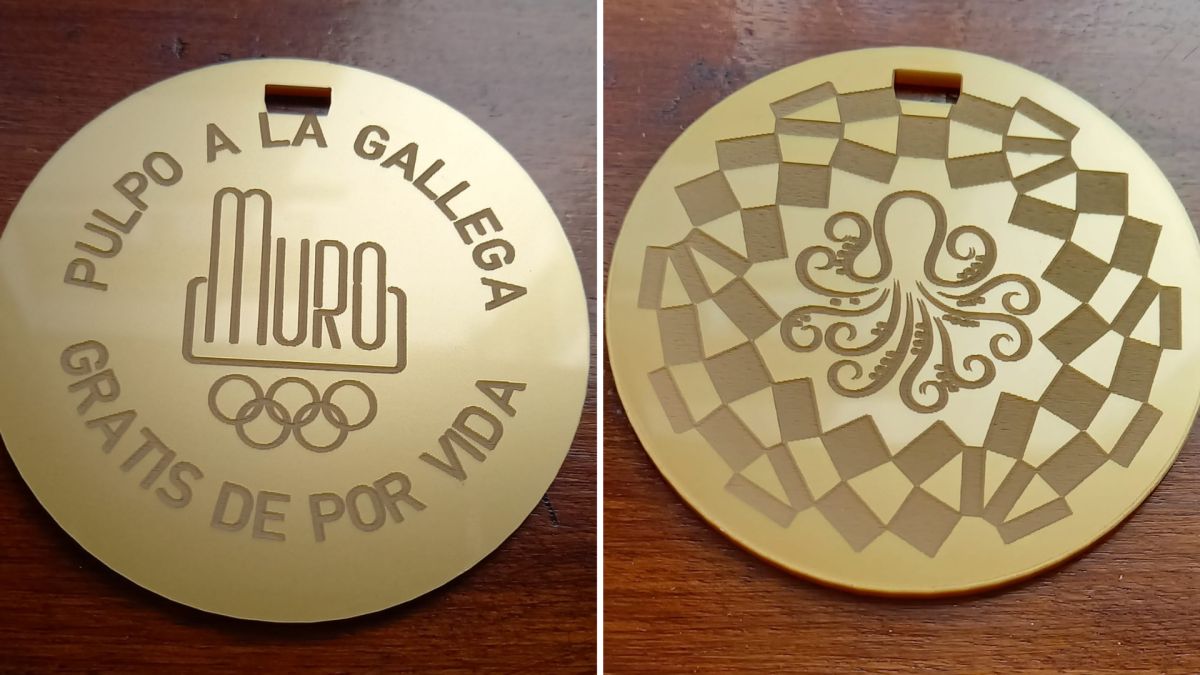 PULPO A LA GALLEGA
MURO
GRATIS DE POR VIDA